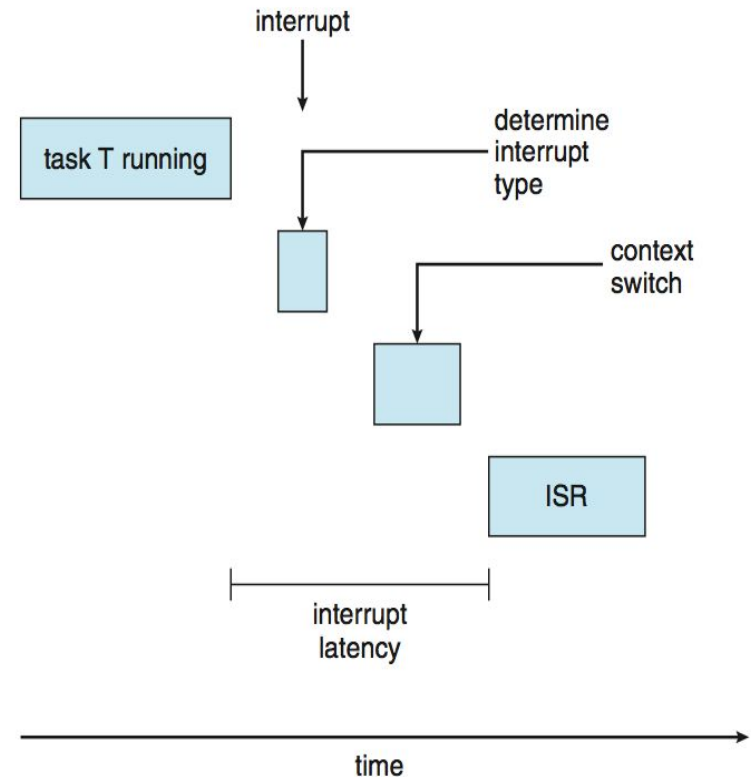 interrupt
task T running
determine
interrupt
type
context
switch
ISR
interrupt
latency
time